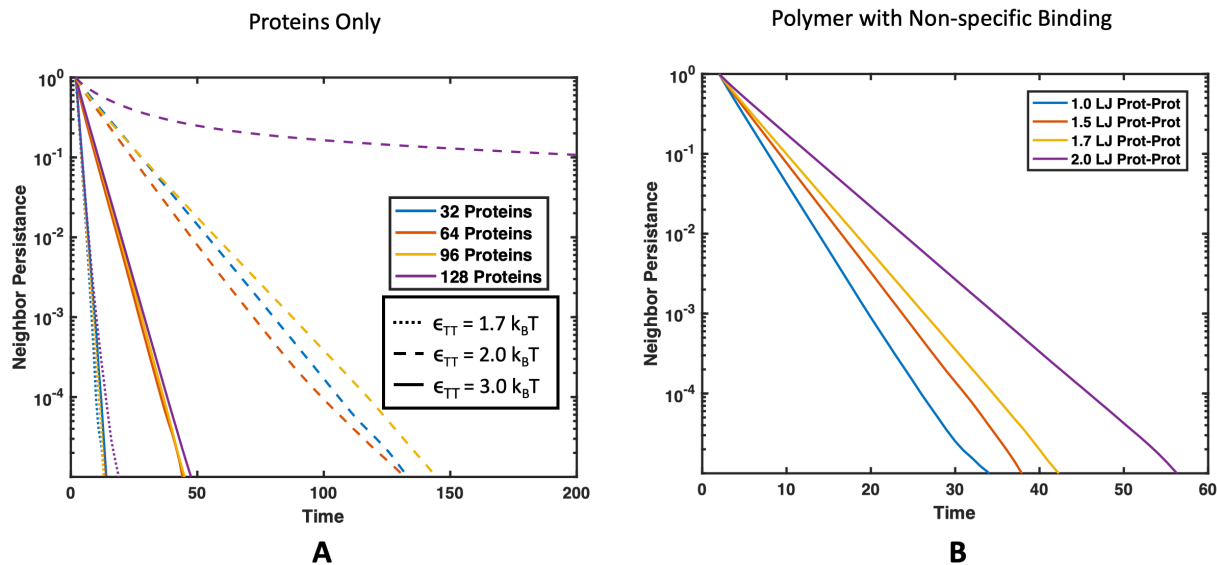 Proteins Only
Neighbor Persistance
10⁰
10⁻¹
10⁻²
10⁻³
10⁻⁴
32 Proteins
64 Proteins
96 Proteins
128 Proteins
ϵTT = 1.7 kBT
ϵTT = 2.0 kBT
ϵTT = 3.0 kBT
0 50 100 150 200
Time
A
Polymer with Non-specific Binding
Neighbor Persistance
10⁰
10⁻¹
10⁻²
10⁻³
10⁻⁴
1.0 LJ Prot-Prot
1.5 LJ Prot-Prot
1.7 LJ Prot-Prot
2.0 LJ Prot-Prot
0 10 20 30 40 50 60
Time
B